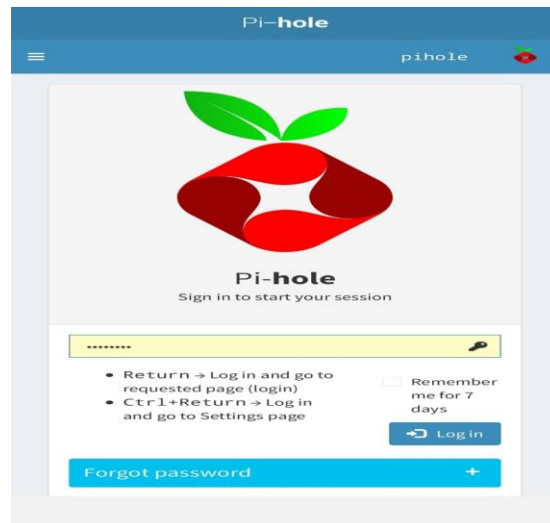 Pi-hole
pihole
Pi-hole
Sign in to start your session
••••••••
Return → Log in and go to
requested page (login)
Ctrl+Return → Log in
and go to Settings page
Remember
me for 7
days
Log in
Forgot password